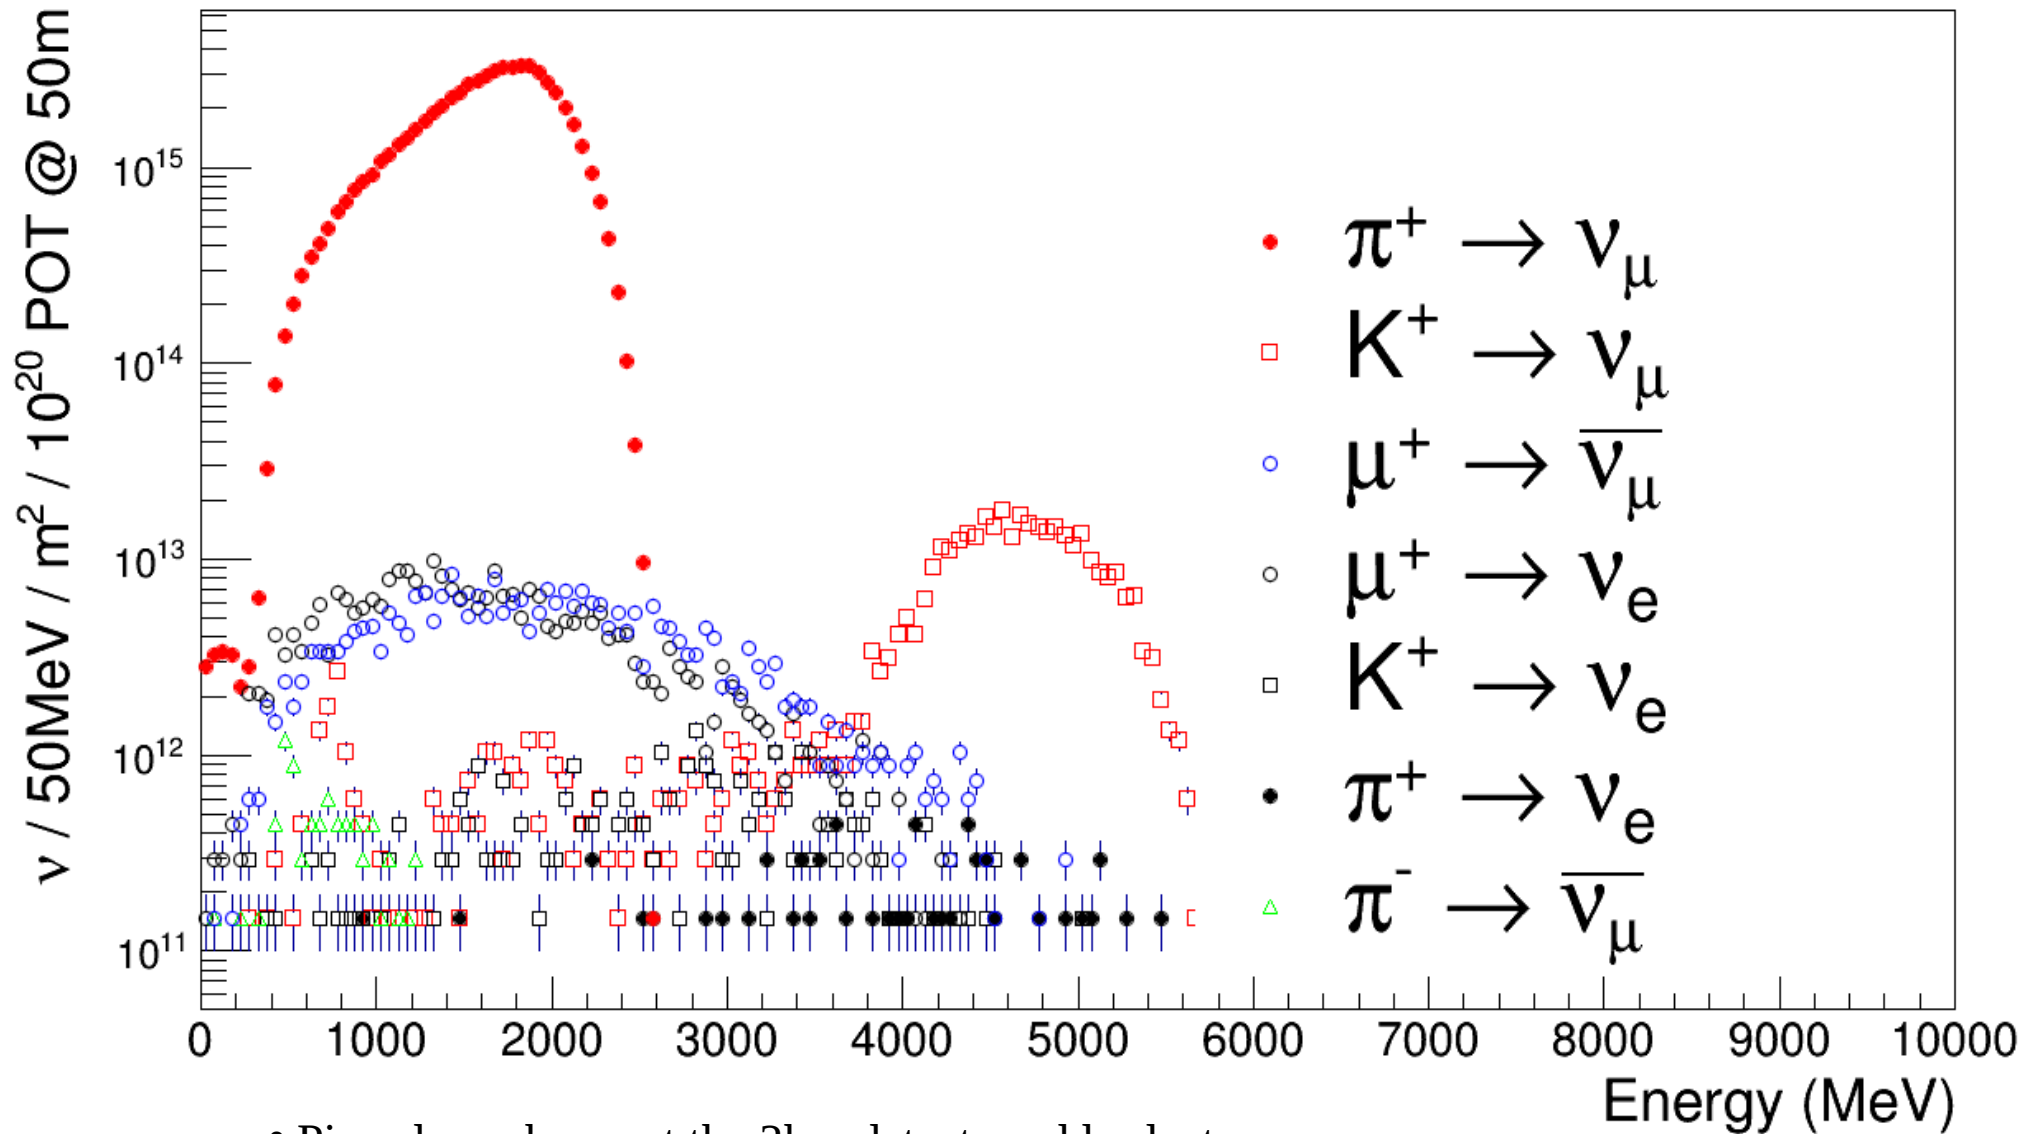 ν / 50MeV / m² / 10²⁰ POT @ 50m
10¹⁵
10¹⁴
10¹³
10¹²
10¹¹
π⁺ → ν_μ
K⁺ → ν_μ
μ⁺ → ν̅_μ
μ⁺ → ν_e
K⁺ → ν_e
π⁺ → ν_e
π⁻ → ν̅_μ
0 1000 2000 3000 4000 5000 6000 7000 8000 9000 10000
Energy (MeV)